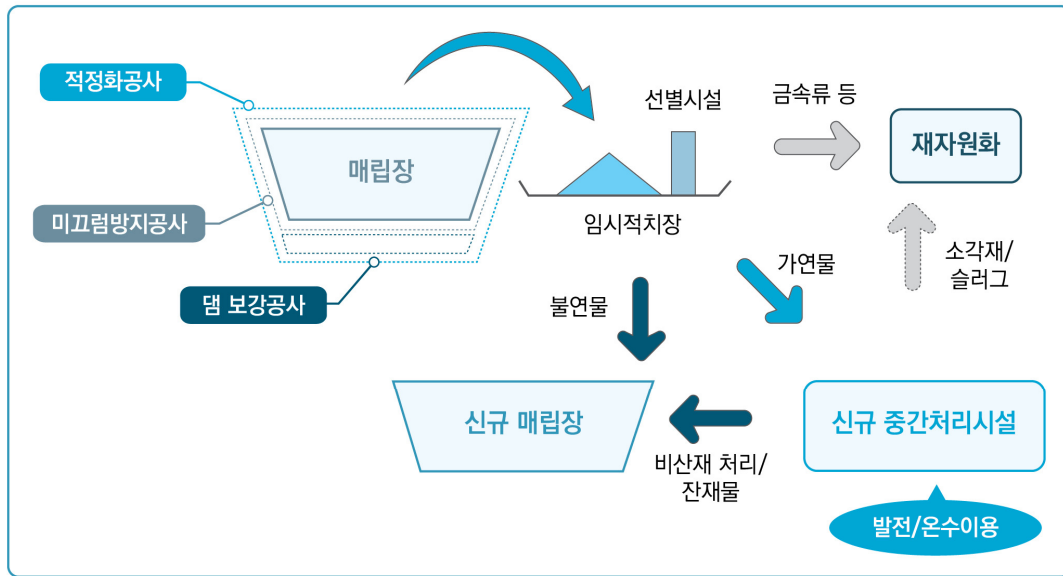 적정화공사
매립장
미끄럼방지공사
댐 보강공사
선별시설
임시적치장
금속류 등
재자원화
불연물
가연물
소각재/
슬러그
신규 매립장
비산재 처리/
잔재물
신규 중간처리시설
발전/온수이용